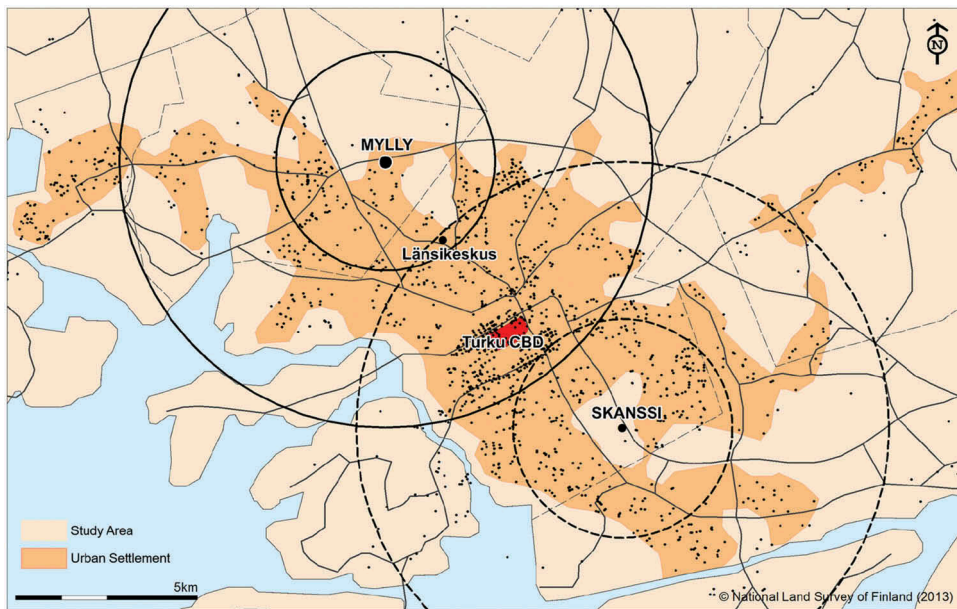 N
MYLLY
Länsikeskus
Turku CBD
SKANSSI
Study Area
Urban Settlement
5km
© National Land Survey of Finland (2013)